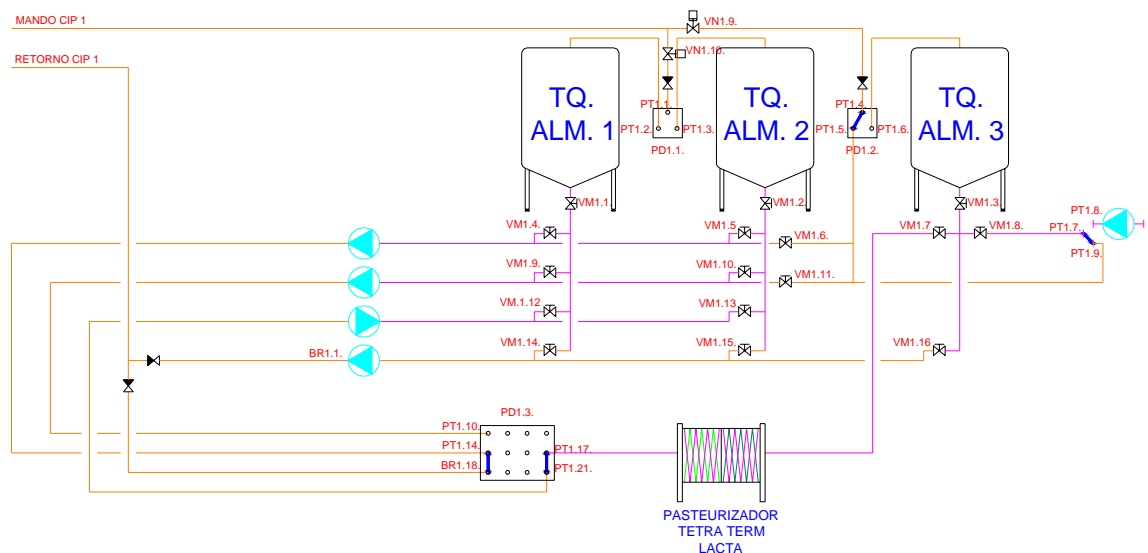 MANDO CIP 1
VN1.9.
RETORNO CIP 1
VN1.10.
TQ.
ALM. 1
TQ.
ALM. 2
TQ.
ALM. 3
PT1.1.
PT1.2.
PT1.3.
PD1.1.
PT1.4.
PT1.5.
PT1.6.
PD1.2.
VM1.1.
VM1.2.
VM1.3.
VM1.4.
VM1.5
VM1.6.
VM1.7
VM1.8.
PT1.8.
PT1.7.
PT1.9.
VM1.9.
VM1.10.
VM1.11.
VM.1.12
VM1.13
BR1.1.
VM1.14.
VM1.15.
VM1.16
PD1.3.
PT1.10.
PT1.14.
PT1.17.
BR1.18.
PT1.21.
PASTEURIZADOR
TETRA TERM
LACTA